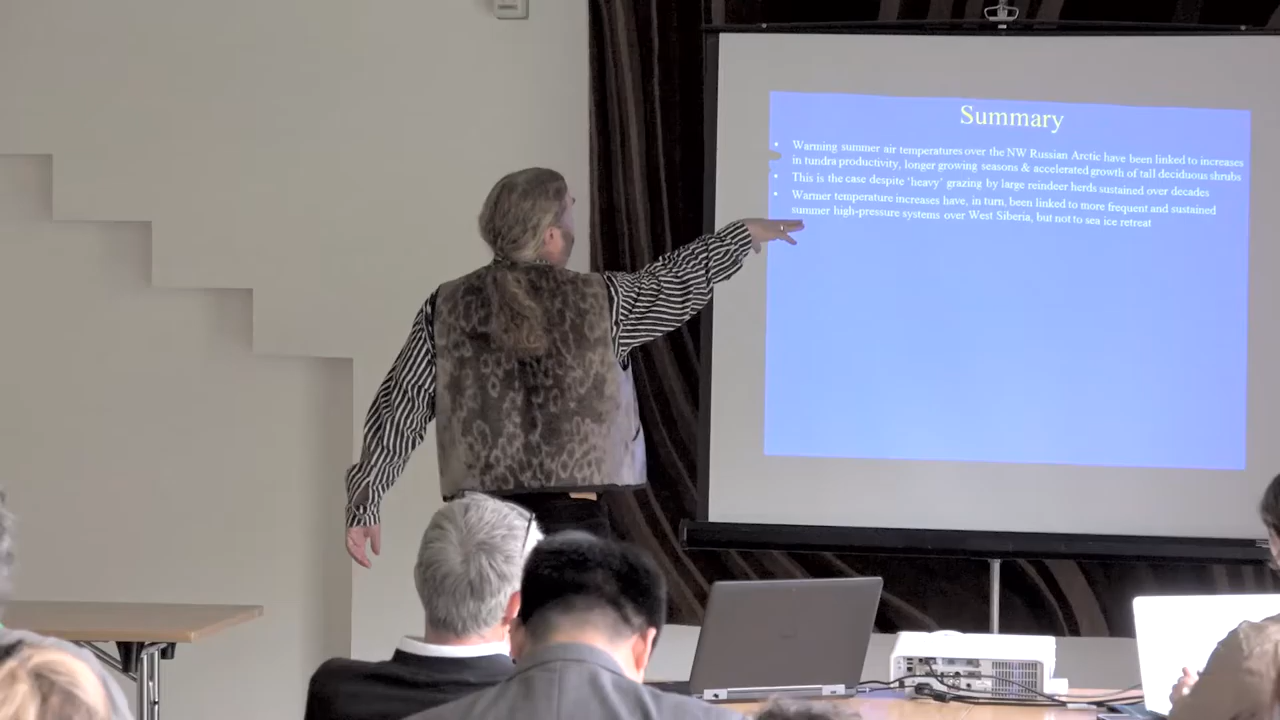 Summary
• Warming summer air temperatures over the NW Russian Arctic have been linked to increases
in tundra productivity, longer growing seasons & accelerated growth of tall deciduous shrubs
• This is the case despite 'heavy' grazing by large reindeer herds sustained over decades
• Warmer temperature increases have, in turn, been linked to more frequent and sustained
summer high-pressure systems over West Siberia, but not to sea ice retreat